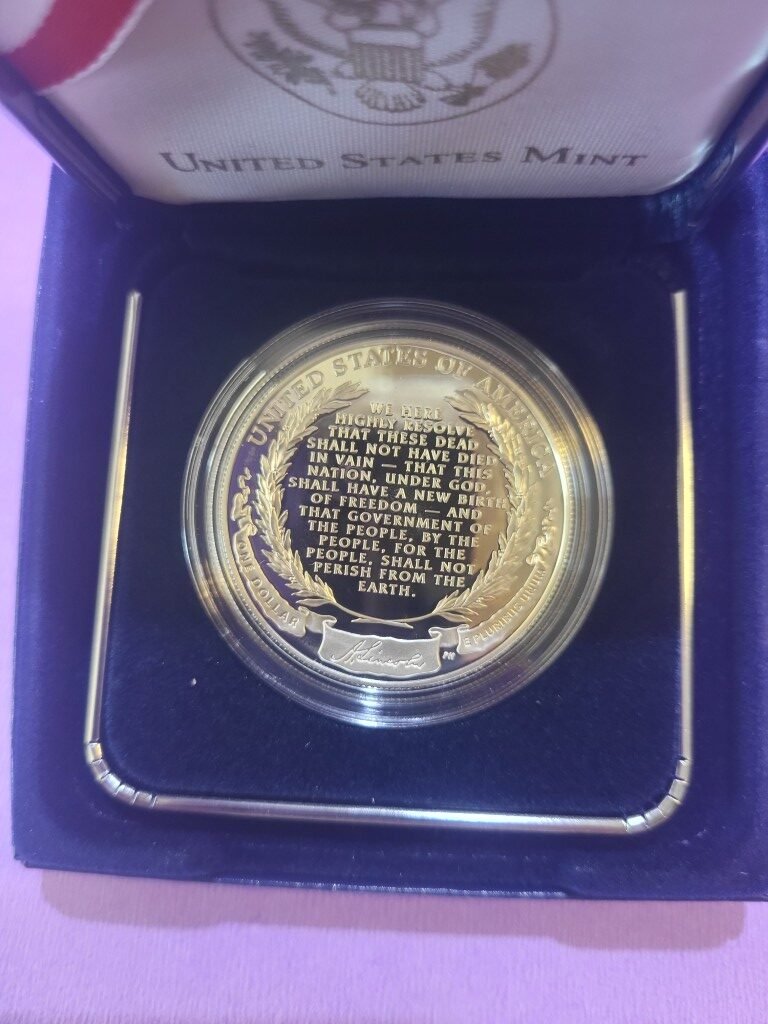 UNITED STATES MINT
UNITED STATES OF AMERICA
WE HERE
HIGHLY RESOLVE
THAT THESE DEAD
SHALL NOT HAVE DIED
IN VAIN — THAT THIS
NATION, UNDER GOD,
SHALL HAVE A NEW BIRTH
OF FREEDOM — AND
THAT GOVERNMENT OF
THE PEOPLE, BY THE
PEOPLE, FOR THE
PEOPLE, SHALL NOT
PERISH FROM THE
EARTH.
ONE DOLLAR
E PLURIBUS UNUM
A. Lincoln